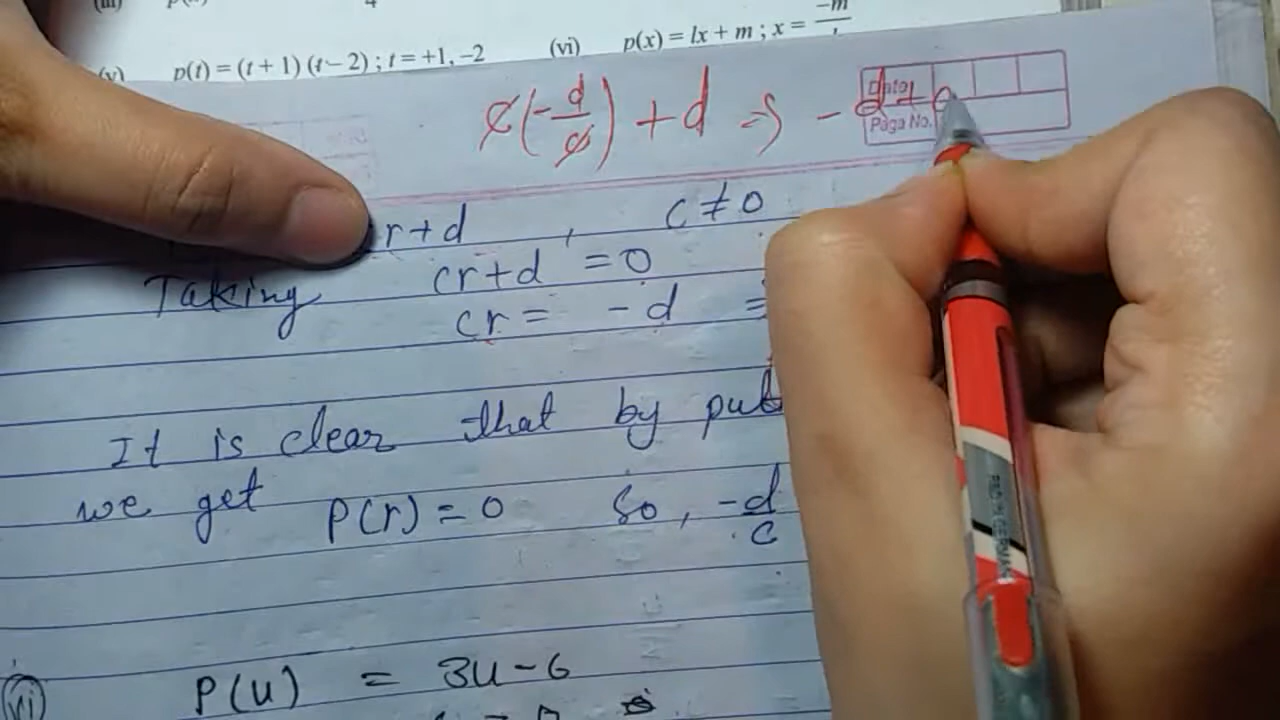 p(t) = (t + 1) (t – 2) ; t = +1, –2
(vi) p(x) = lx + m ; x = –m
c(-d/c) + d ⇒ - d +
Date
Page No.
r+d , c ≠ 0
Taking cr+d = 0
cr = -d =
It is clear that by put
we get P(r) = 0 So, -d/c
(vi) P(u) = 3u - 6